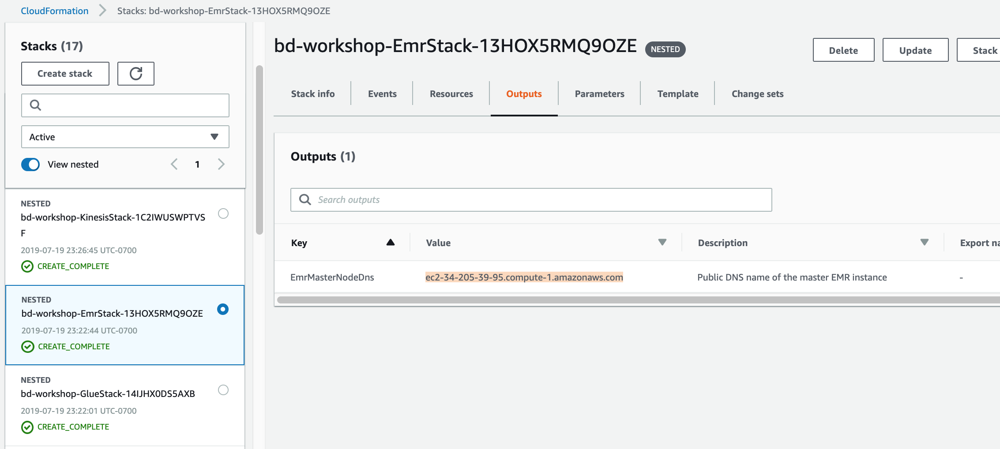 CloudFormation Stacks: bd-workshop-EmrStack-13HOX5RMQ9OZE
Stacks (17)
Create stack
Active
View nested 1
NESTED
bd-workshop-KinesisStack-1C2IWUSWPTVS
F
2019-07-19 23:26:45 UTC-0700
CREATE_COMPLETE
NESTED
bd-workshop-EmrStack-13HOX5RMQ9OZE
2019-07-19 23:22:44 UTC-0700
CREATE_COMPLETE
NESTED
bd-workshop-GlueStack-14IJHX0DS5AXB
2019-07-19 23:22:01 UTC-0700
CREATE_COMPLETE
bd-workshop-EmrStack-13HOX5RMQ9OZE NESTED
Delete Update Stack
Stack info Events Resources Outputs Parameters Template Change sets
Outputs (1)
Search outputs
Key Value Description Export na
EmrMasterNodeDns ec2-34-205-39-95.compute-1.amazonaws.com Public DNS name of the master EMR instance -